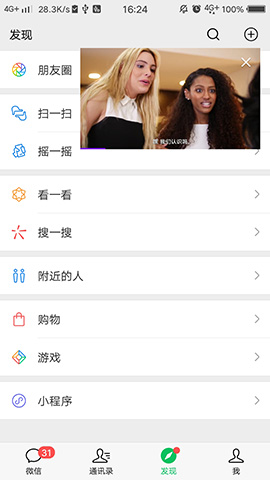 4G+ 28.3K/s 16:24 4G+ 100%
发现
朋友圈
嘿 我们认识吗
扫一扫
摇一摇
看一看
搜一搜
附近的人
购物
游戏
小程序
31
微信 通讯录 发现 我